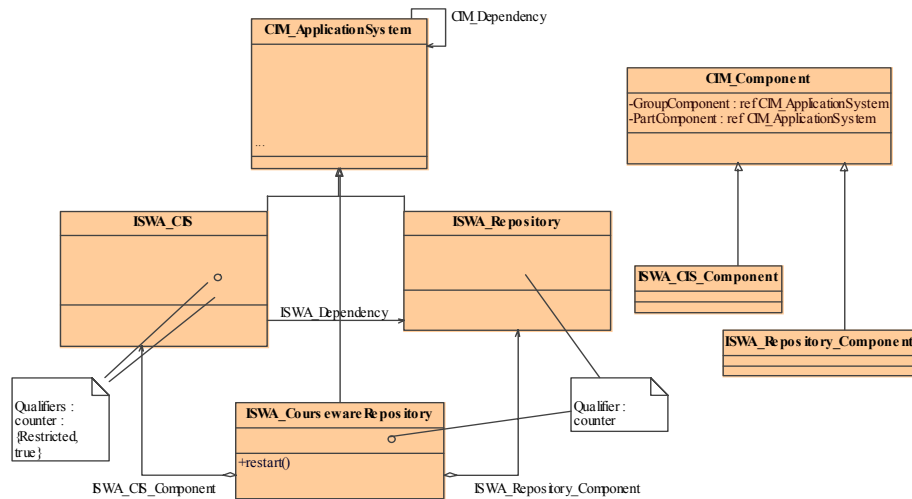 CIM_ApplicationSystem
CIM_Dependency
...
CIM_Component
-GroupComponent : ref CIM_ApplicationSystem
-PartComponent : ref CIM_ApplicationSystem
ISWA_CIS
ISWA_Repository
ISWA_Dependency
ISWA_CIS_Component
ISWA_Repository_Component
Qualifiers :
counter :
{Restricted,
true}
ISWA_CoursewareRepository
+restart()
Qualifier :
counter
ISWA_CIS_Component
ISWA_Repository_Component